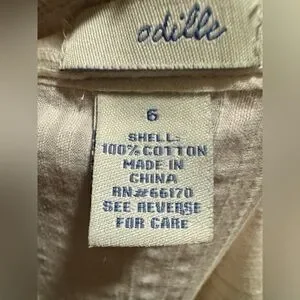 odille
6
SHELL:
100% COTTON
MADE IN
CHINA
RN#66170
SEE REVERSE
FOR CARE